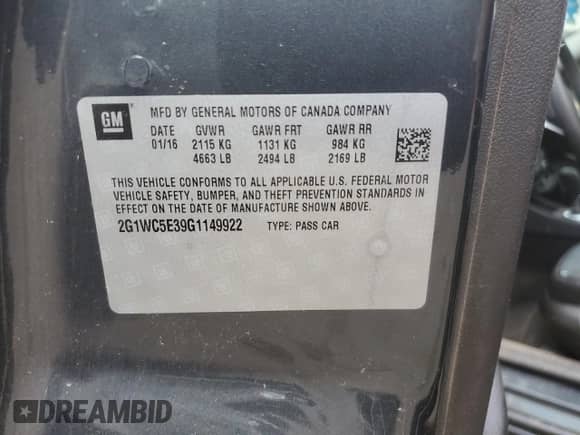 GM
MFD BY GENERAL MOTORS OF CANADA COMPANY
DATE GVWR GAWR FRT GAWR RR
01/16 2115 KG 1131 KG 984 KG
4663 LB 2494 LB 2169 LB
THIS VEHICLE CONFORMS TO ALL APPLICABLE U.S. FEDERAL MOTOR
VEHICLE SAFETY, BUMPER, AND THEFT PREVENTION STANDARDS IN
EFFECT ON THE DATE OF MANUFACTURE SHOWN ABOVE.
2G1WC5E39G1149922 TYPE: PASS CAR
DREAMBID